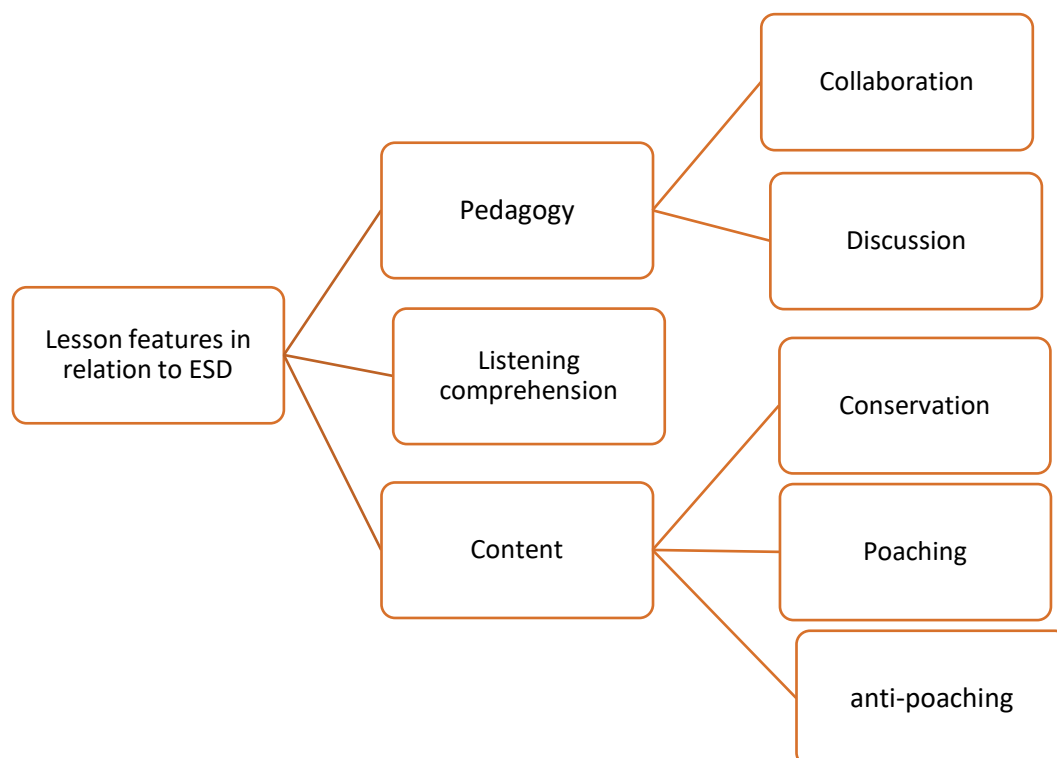 Lesson features in
relation to ESD
Pedagogy
Collaboration
Discussion
Listening
comprehension
Content
Conservation
Poaching
anti-poaching